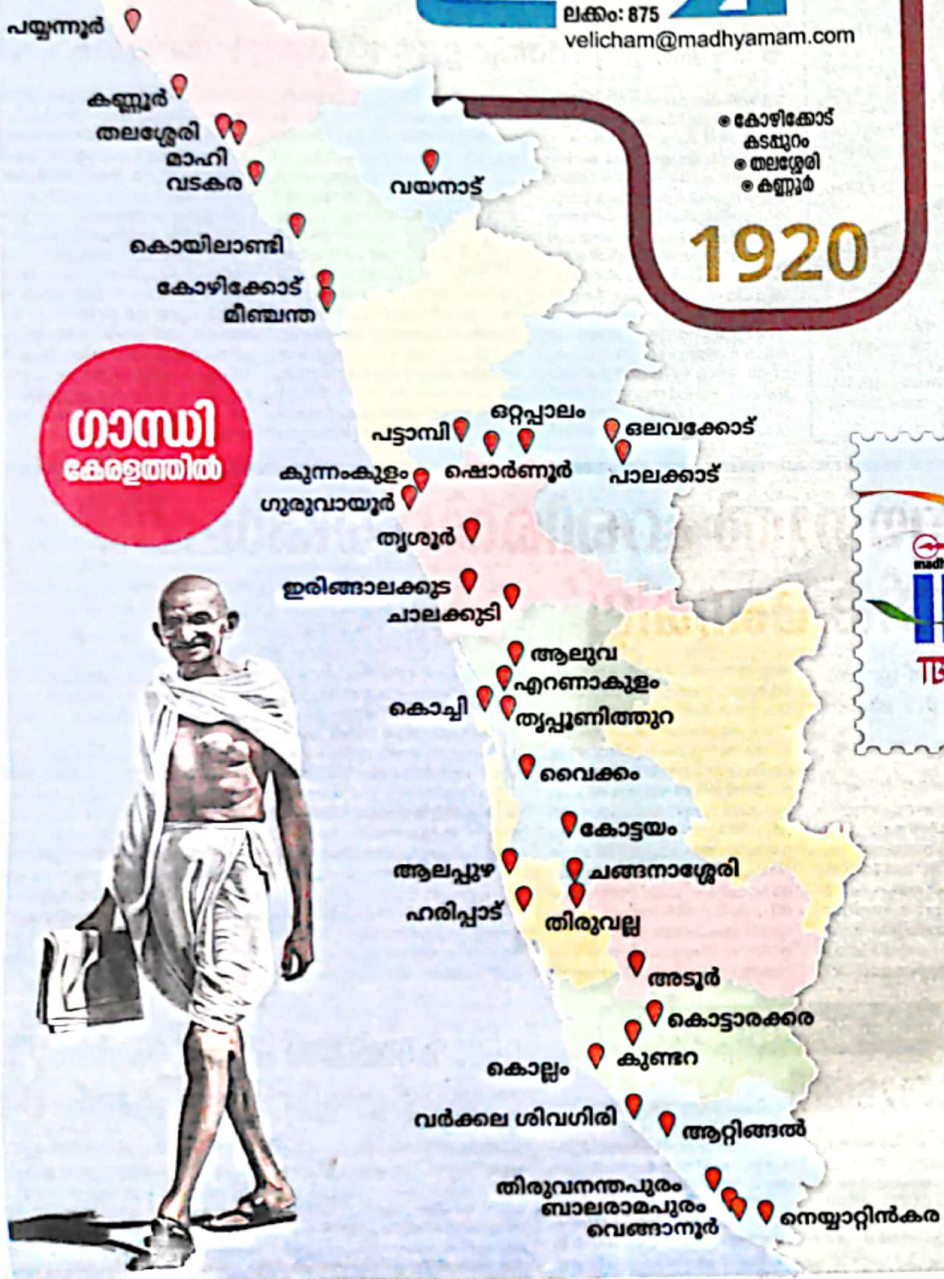 ലക്കം: 875
velicham@madhyamam.com
പയ്യന്നൂർ
കണ്ണൂർ
തലശ്ശേരി
മാഹി
വടകര
വയനാട്
കൊയിലാണ്ടി
കോഴിക്കോട്
മീഞ്ചന്ത
കോഴിക്കോട്
കടപ്പുറം
തലശ്ശേരി
കണ്ണൂർ
1920
ഗാന്ധി
കേരളത്തിൽ
ഒറ്റപ്പാലം
പട്ടാമ്പി
ഒലവക്കോട്
ഷൊർണൂർ
പാലക്കാട്
കുന്നംകുളം
ഗുരുവായൂർ
തൃശൂർ
ഇരിങ്ങാലക്കുട
ചാലക്കുടി
ആലുവ
എറണാകുളം
കൊച്ചി
തൃപ്പൂണിത്തുറ
വൈക്കം
കോട്ടയം
ആലപ്പുഴ
ചങ്ങനാശ്ശേരി
ഹരിപ്പാട്
തിരുവല്ല
അടൂർ
കൊട്ടാരക്കര
കുണ്ടറ
കൊല്ലം
വർക്കല ശിവഗിരി
ആറ്റിങ്ങൽ
തിരുവനന്തപുരം
ബാലരാമപുരം
വെങ്ങാനൂർ
നെയ്യാറ്റിൻകര